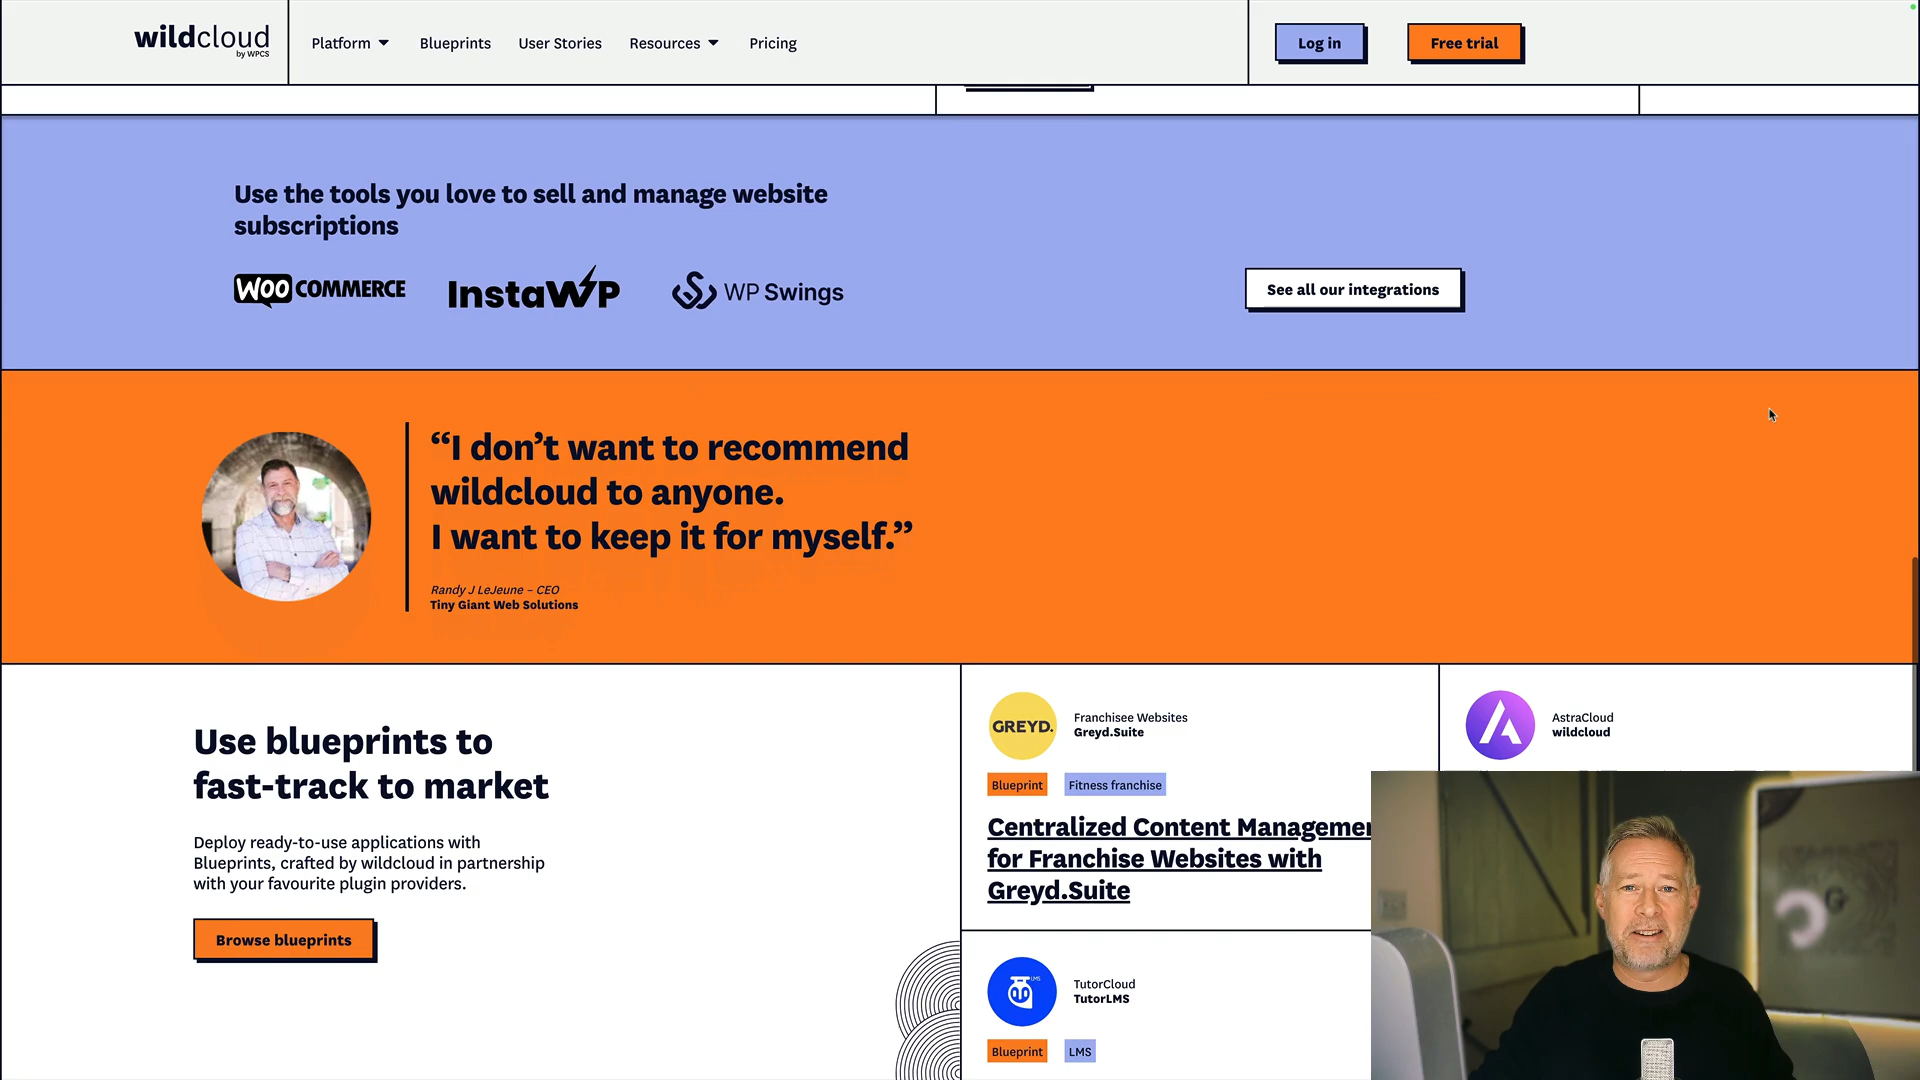 wildcloud
by WPCS
Platform
Blueprints
User Stories
Resources
Pricing
Log in
Free trial
Use the tools you love to sell and manage website
subscriptions
WOO COMMERCE
InstaWP
WP Swings
See all our integrations
“I don’t want to recommend
wildcloud to anyone.
I want to keep it for myself.”
Randy J LeJeune – CEO
Tiny Giant Web Solutions
Use blueprints to
fast-track to market
Deploy ready-to-use applications with
Blueprints, crafted by wildcloud in partnership
with your favourite plugin providers.
Browse blueprints
GREYD.
Franchisee Websites
Greyd.Suite
Blueprint
Fitness franchise
Centralized Content Managemen
for Franchise Websites with
Greyd.Suite
AstraCloud
wildcloud
LMS
TutorCloud
TutorLMS
Blueprint
LMS